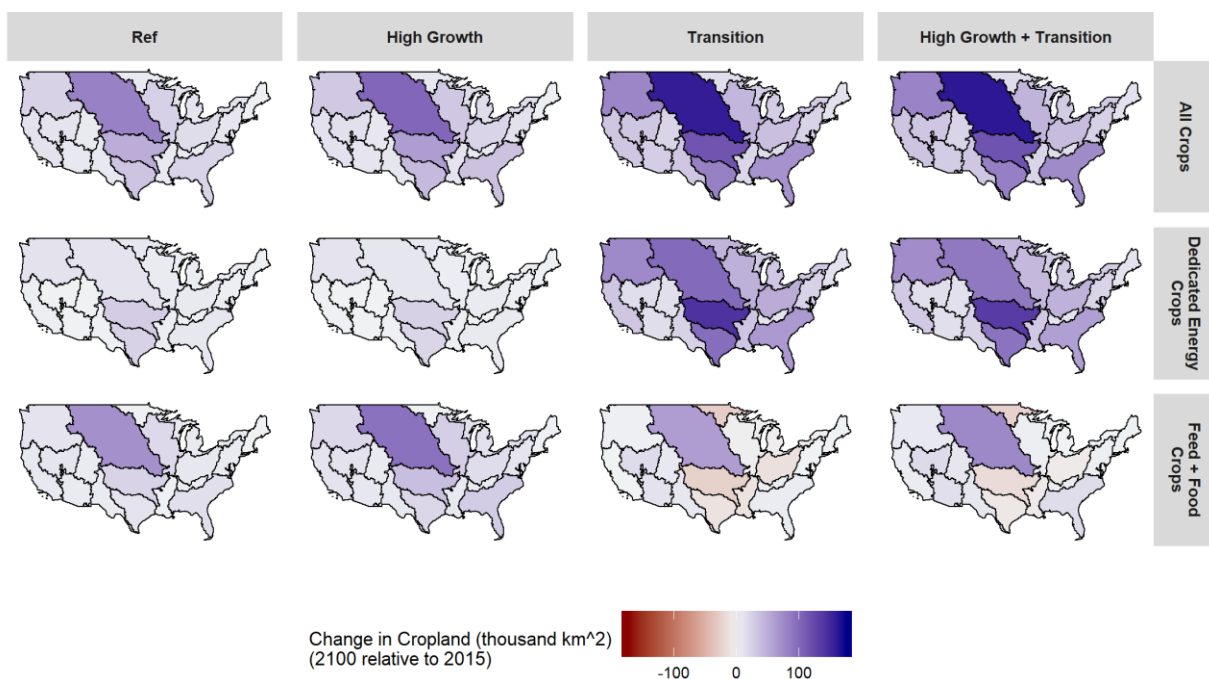 Ref
High Growth
Transition
High Growth + Transition
All Crops
Dedicated Energy
Crops
Feed + Food
Crops
Change in Cropland (thousand km^2)
(2100 relative to 2015)
-100
0
100